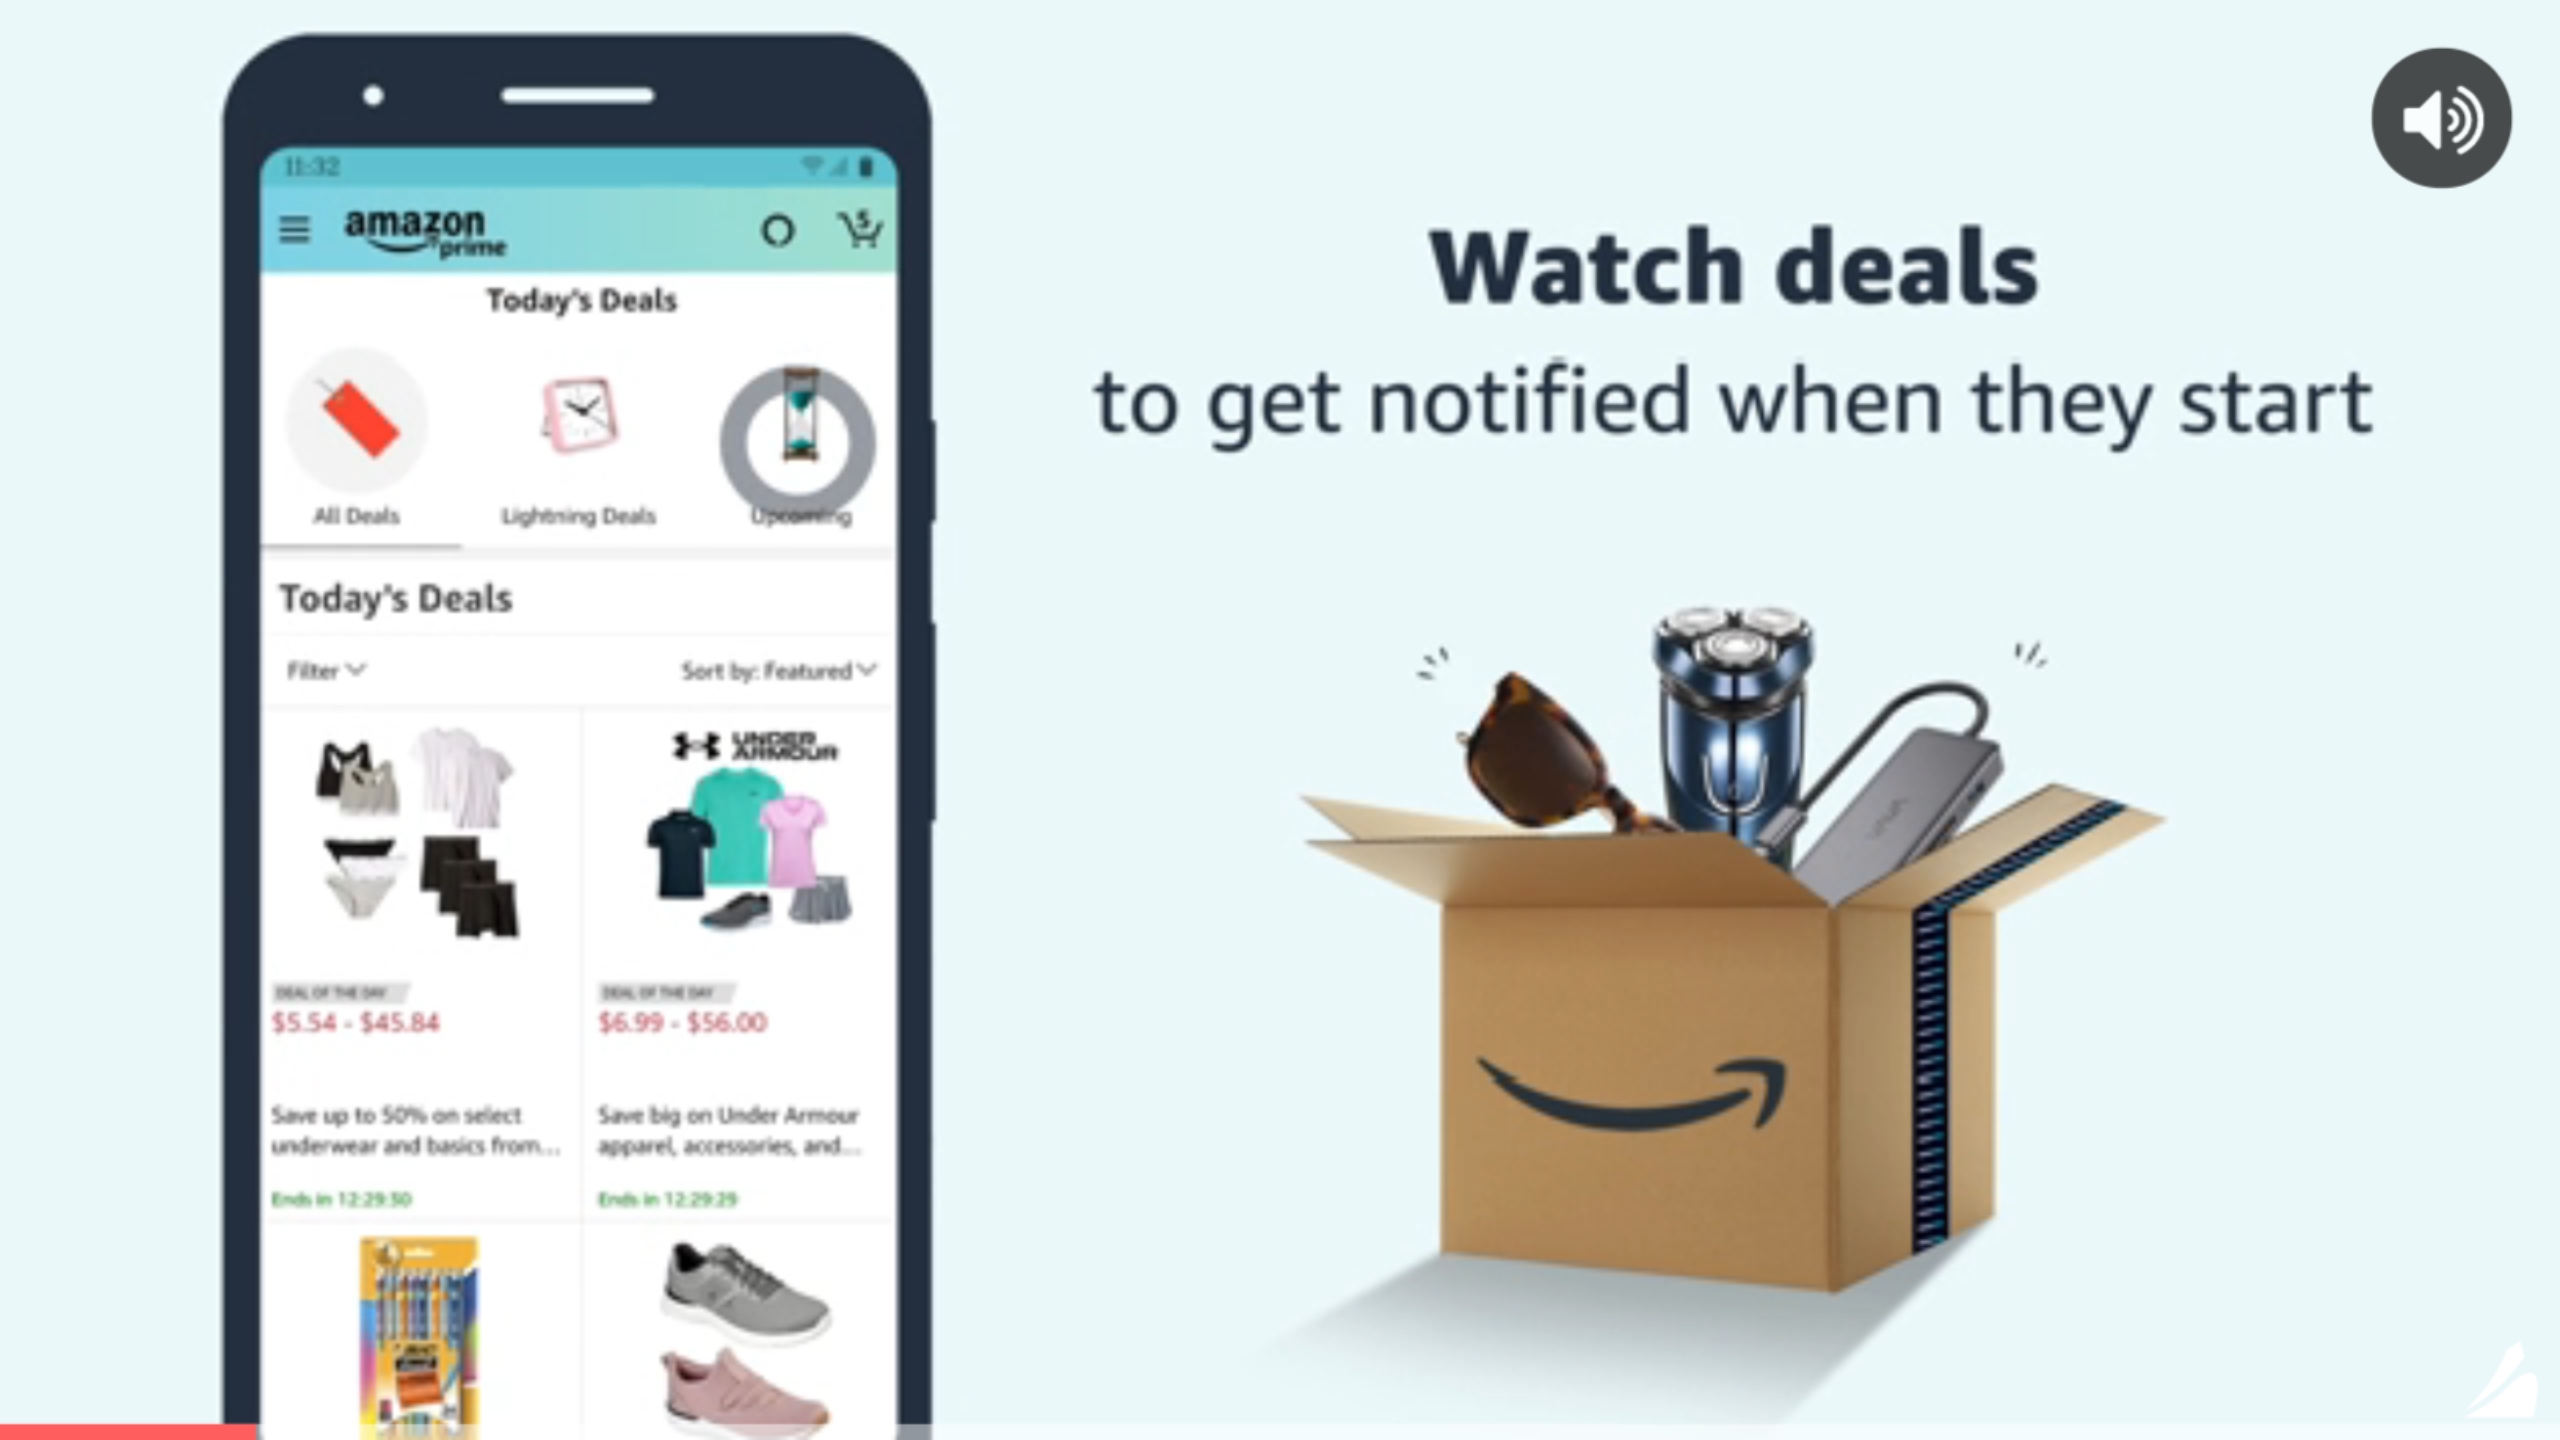 11:32
amazon
prime
5
Today's Deals
All Deals
Lightning Deals
Upcoming
Today's Deals
Filter
Sort by: Featured
UNDER
ARMOUR
DEAL OF THE DAY
$5.54 - $45.84
Save up to 50% on select
underwear and basics from...
Ends in 12:29:30
DEAL OF THE DAY
$6.99 - $56.00
Save big on Under Armour
apparel, accessories, and...
Ends in 12:29:29
BIC
Watch deals
to get notified when they start